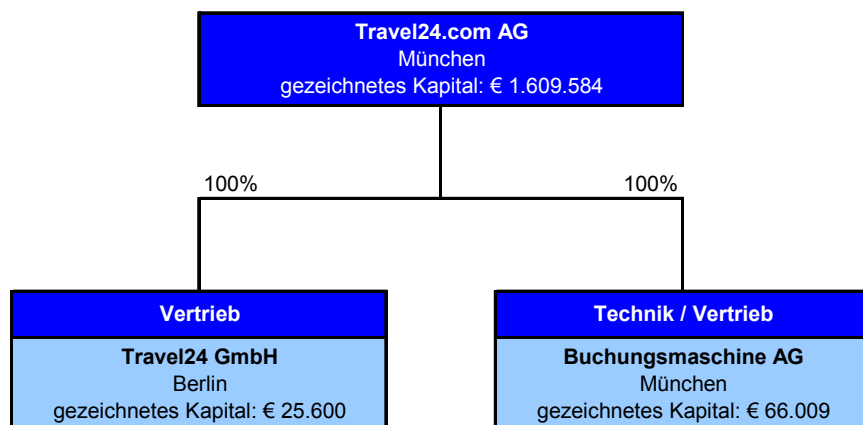 Travel24.com AG
München
gezeichnetes Kapital: € 1.609.584
100%
100%
Vertrieb
Travel24 GmbH
Berlin
gezeichnetes Kapital: € 25.600
Technik / Vertrieb
Buchungsmaschine AG
München
gezeichnetes Kapital: € 66.009